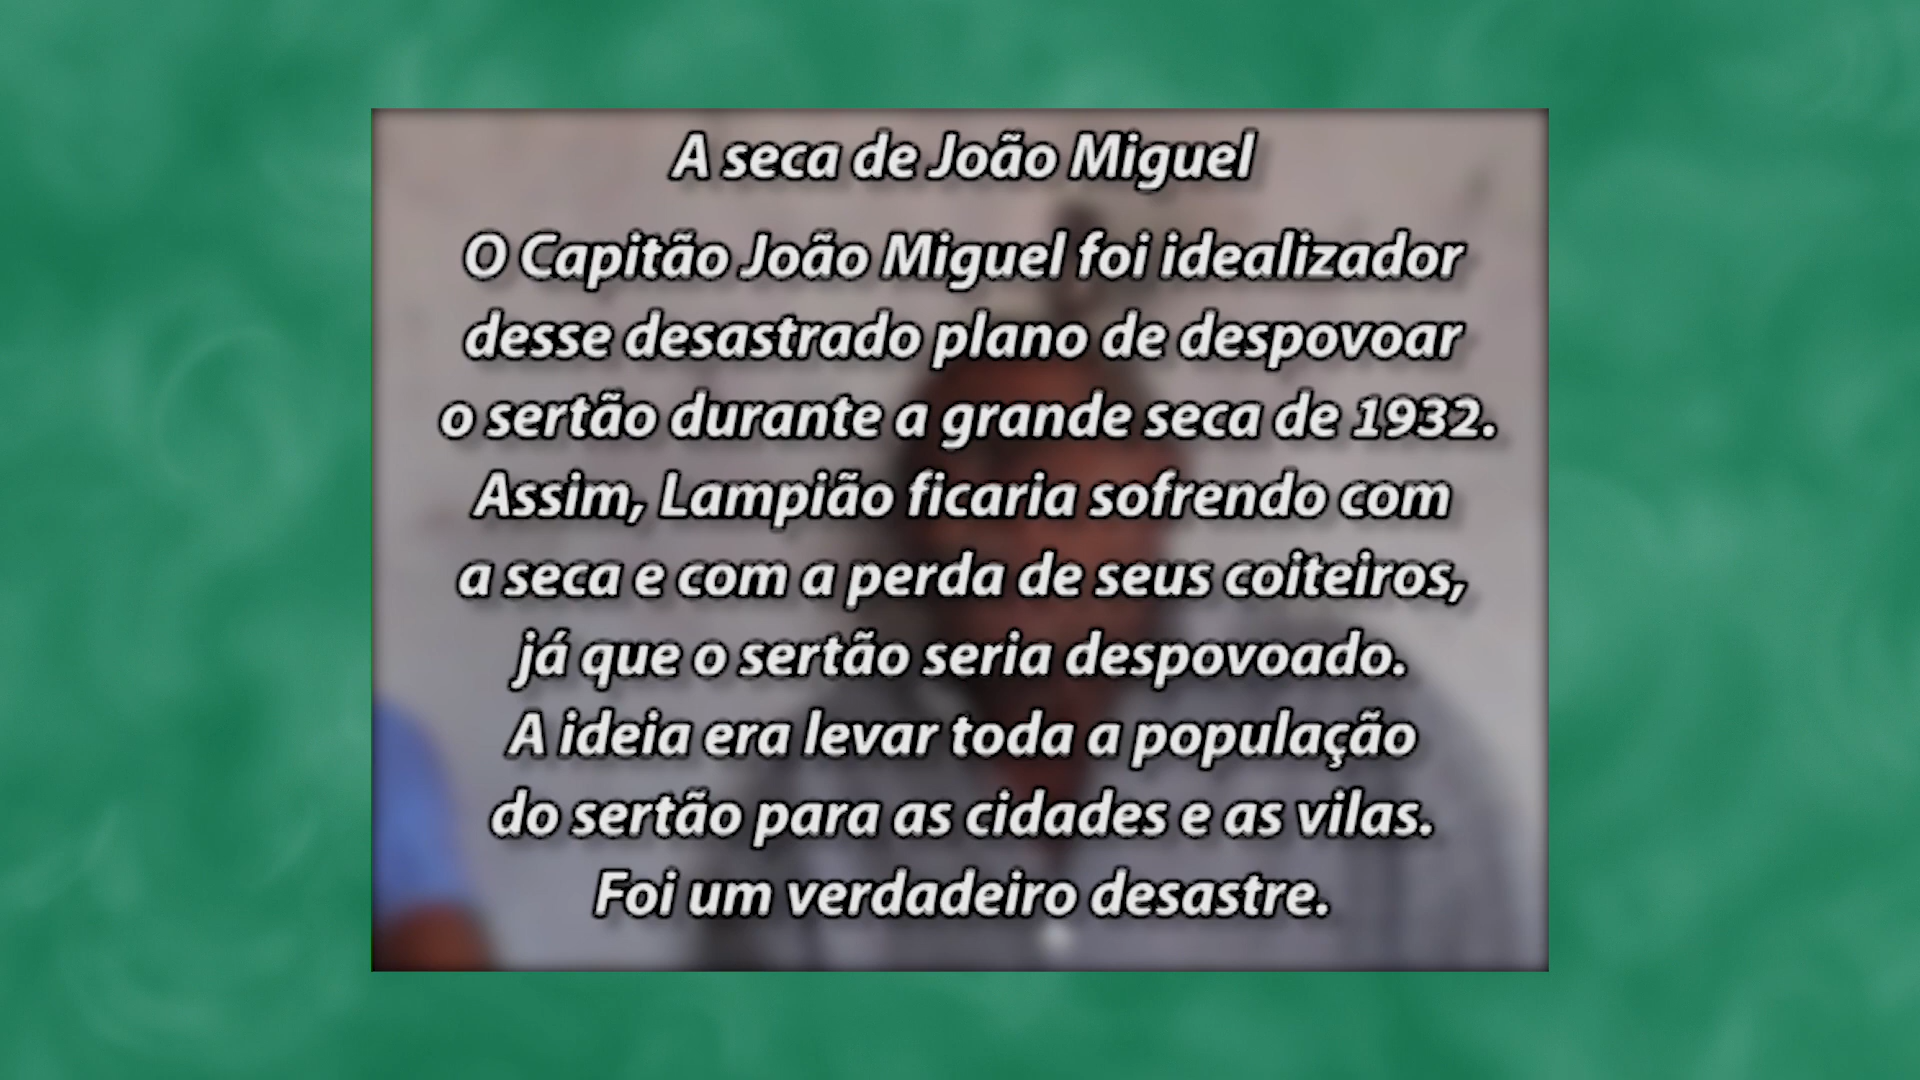 A seca de João Miguel
O Capitão João Miguel foi idealizador
desse desastrado plano de despovoar
o sertão durante a grande seca de 1932.
Assim, Lampião ficaria sofrendo com
a seca e com a perda de seus coiteiros,
já que o sertão seria despovoado.
A ideia era levar toda a população
do sertão para as cidades e as vilas.
Foi um verdadeiro desastre.